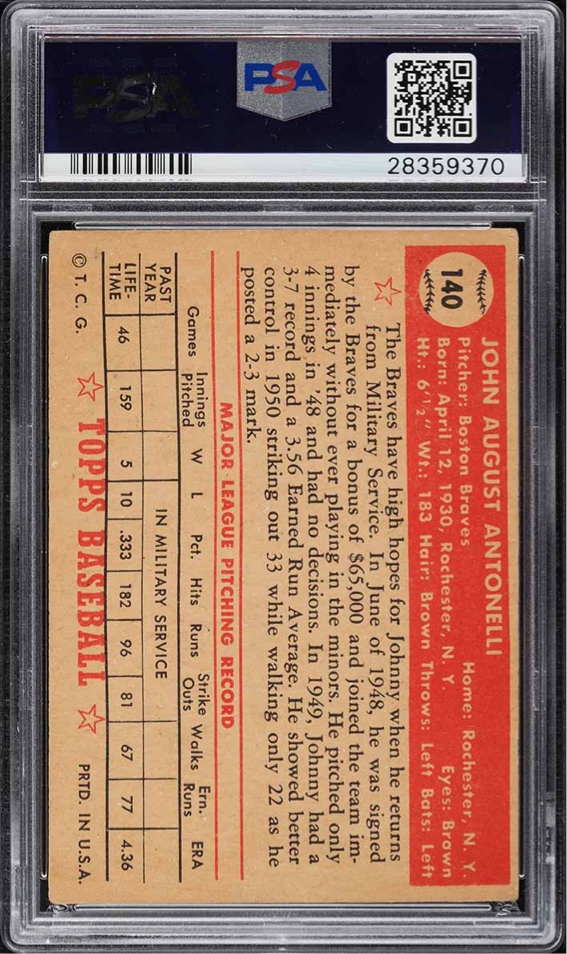 PSA
PSA
28359370
140
JOHN AUGUST ANTONELLI
Pitcher: Boston Braves Home: Rochester, N. Y.
Born: April 12, 1930, Rochester, N. Y. Eyes: Brown
Ht.: 6'½" Wt.: 183 Hair: Brown Throws: Left Bats: Left
The Braves have high hopes for Johnny when he returns
from Military Service. In June of 1948, he was signed
by the Braves for a bonus of $65,000 and joined the team im-
mediately without ever playing in the minors. He pitched only
4 innings in '48 and had no decisions. In 1949, Johnny had a
3-7 record and a 3.56 Earned Run Average. He showed better
control in 1950 striking out 33 while walking only 22 as he
posted a 2-3 mark.
MAJOR LEAGUE PITCHING RECORD
Games Innings Pitched W L Pct. Hits Runs Strike Outs Walks Ern. Runs ERA
PAST YEAR IN MILITARY SERVICE
LIFE-TIME 46 159 5 10 .333 182 96 81 67 77 4.36
© T. C. G. TOPPS BASEBALL PRTD. IN U.S.A.